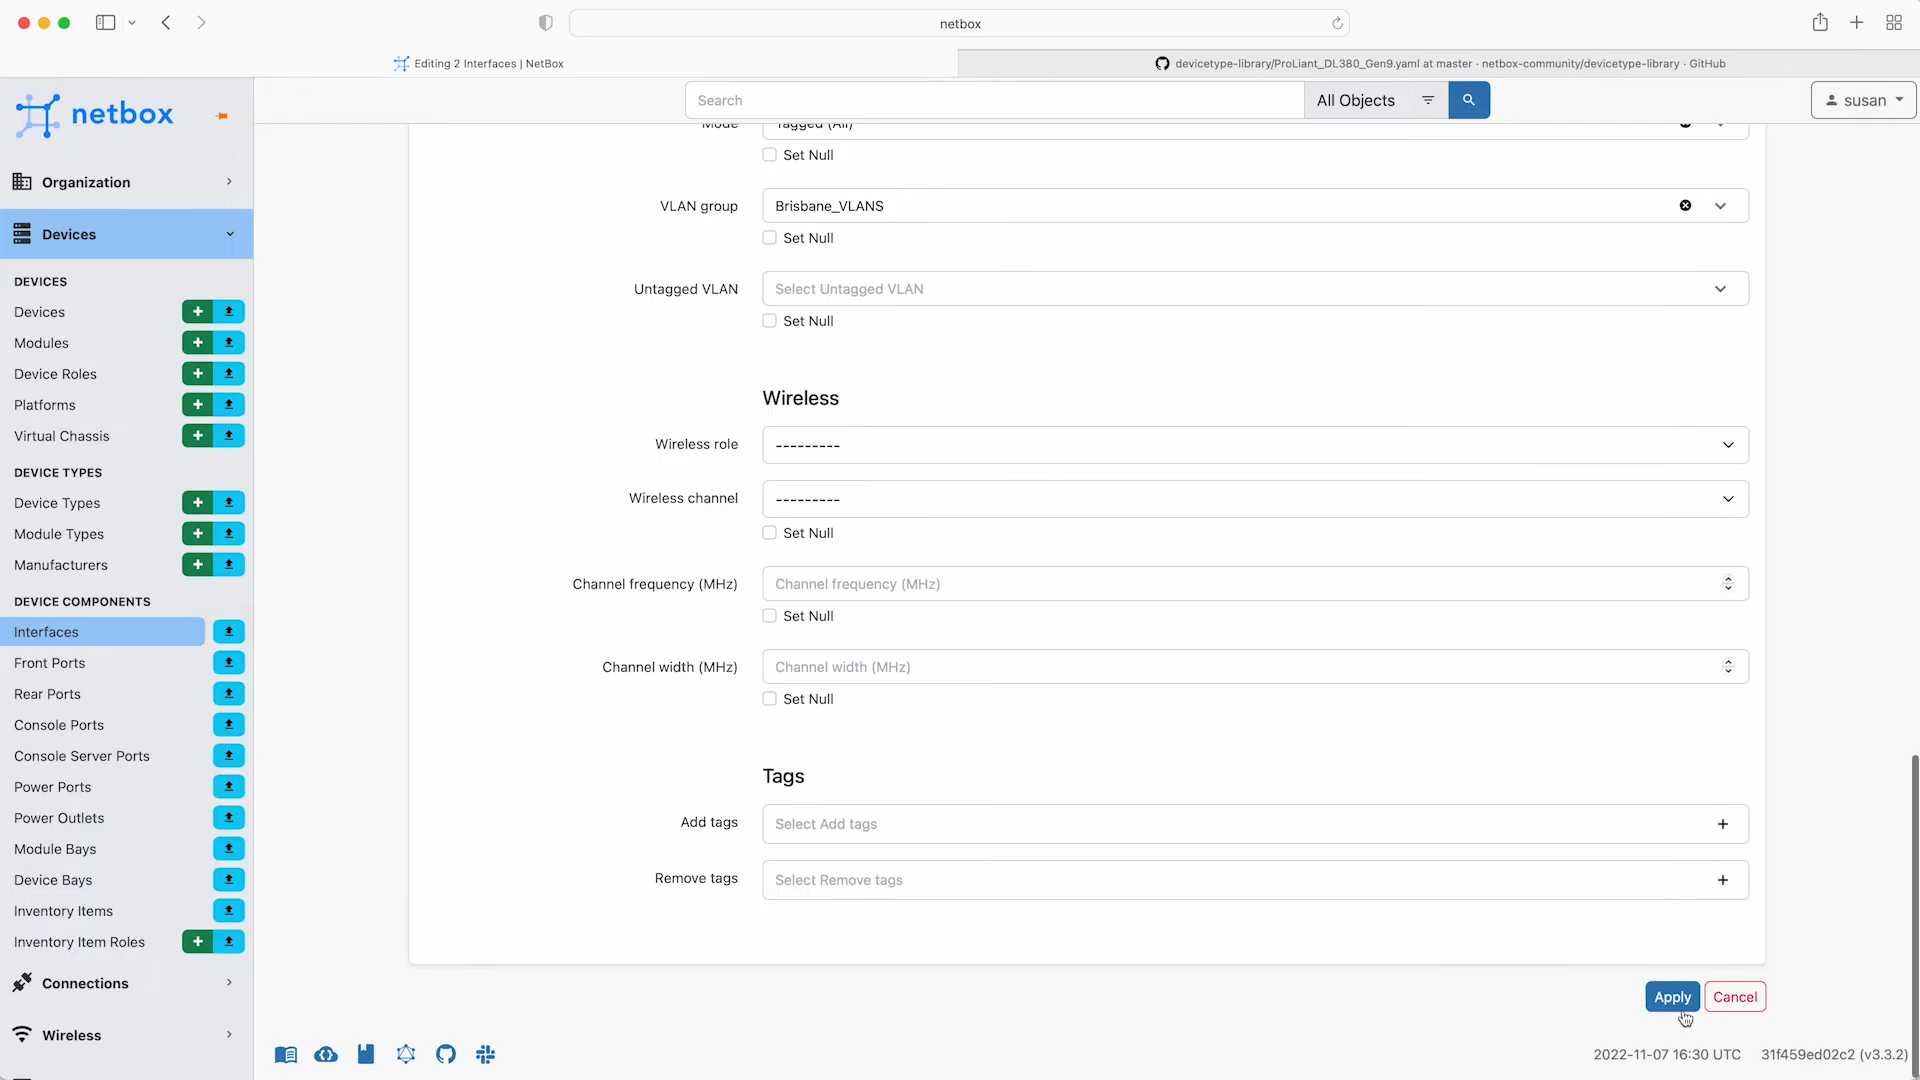 netbox
Editing 2 Interfaces | NetBox
devicetype-library/ProLiant_DL380_Gen9.yaml at master · netbox-community/devicetype-library · GitHub
netbox
Search
All Objects
susan
Organization
Devices
DEVICES
Devices
Modules
Device Roles
Platforms
Virtual Chassis
DEVICE TYPES
Device Types
Module Types
Manufacturers
DEVICE COMPONENTS
Interfaces
Front Ports
Rear Ports
Console Ports
Console Server Ports
Power Ports
Power Outlets
Module Bays
Device Bays
Inventory Items
Inventory Item Roles
Connections
Wireless
Mode Tagged (All)
Set Null
VLAN group Brisbane_VLANS
Set Null
Untagged VLAN Select Untagged VLAN
Set Null
Wireless
Wireless role ---------
Wireless channel ---------
Set Null
Channel frequency (MHz) Channel frequency (MHz)
Set Null
Channel width (MHz) Channel width (MHz)
Set Null
Tags
Add tags Select Add tags
Remove tags Select Remove tags
Apply Cancel
2022-11-07 16:30 UTC 31f459ed02c2 (v3.3.2)